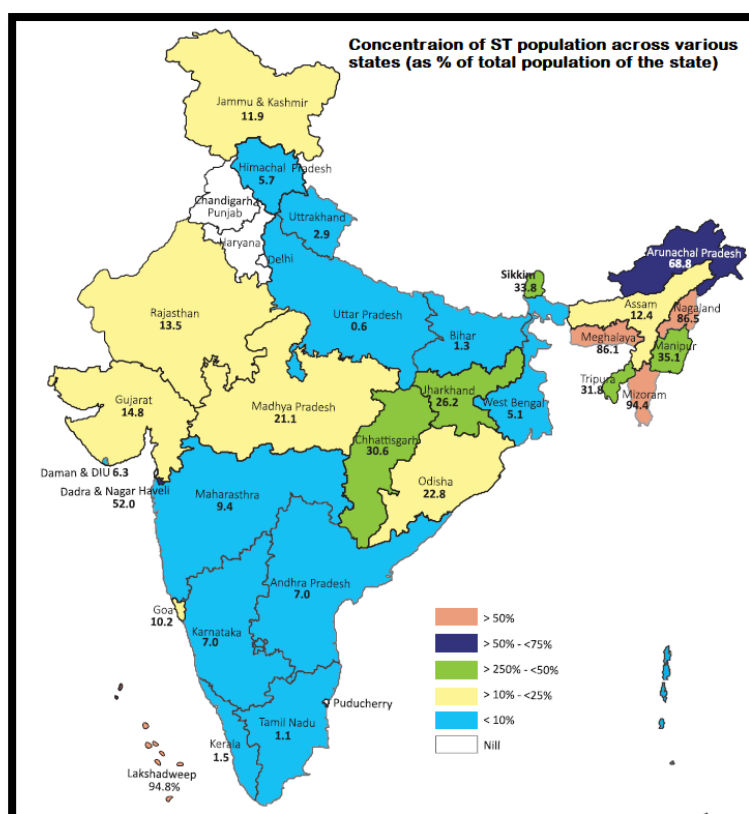 Concentraion of ST population across various
states (as % of total population of the state)
Jammu & Kashmir
11.9
Himachal Pradesh
5.7
Chandigarh
Punjab
Uttrakhand
2.9
Haryana
Delhi
Arunachal Pradesh
68.8
Sikkim
33.8
Rajasthan
13.5
Uttar Pradesh
0.6
Bihar
1.3
Assam
12.4
Nagaland
86.5
Meghalaya
86.1
Manipur
35.1
Tripura
31.8
Mizoram
94.4
Gujarat
14.8
Madhya Pradesh
21.1
Jharkhand
26.2
West Bengal
5.1
Chhattisgarh
30.6
Odisha
22.8
Daman & DIU 6.3
Dadra & Nagar Haveli
52.0
Maharasthra
9.4
Andhra Pradesh
7.0
Goa
10.2
Karnataka
7.0
> 50%
> 50% - <75%
> 250% - <50%
> 10% - <25%
< 10%
Nill
Puducherry
Tamil Nadu
1.1
Kerala
1.5
Lakshadweep
94.8%